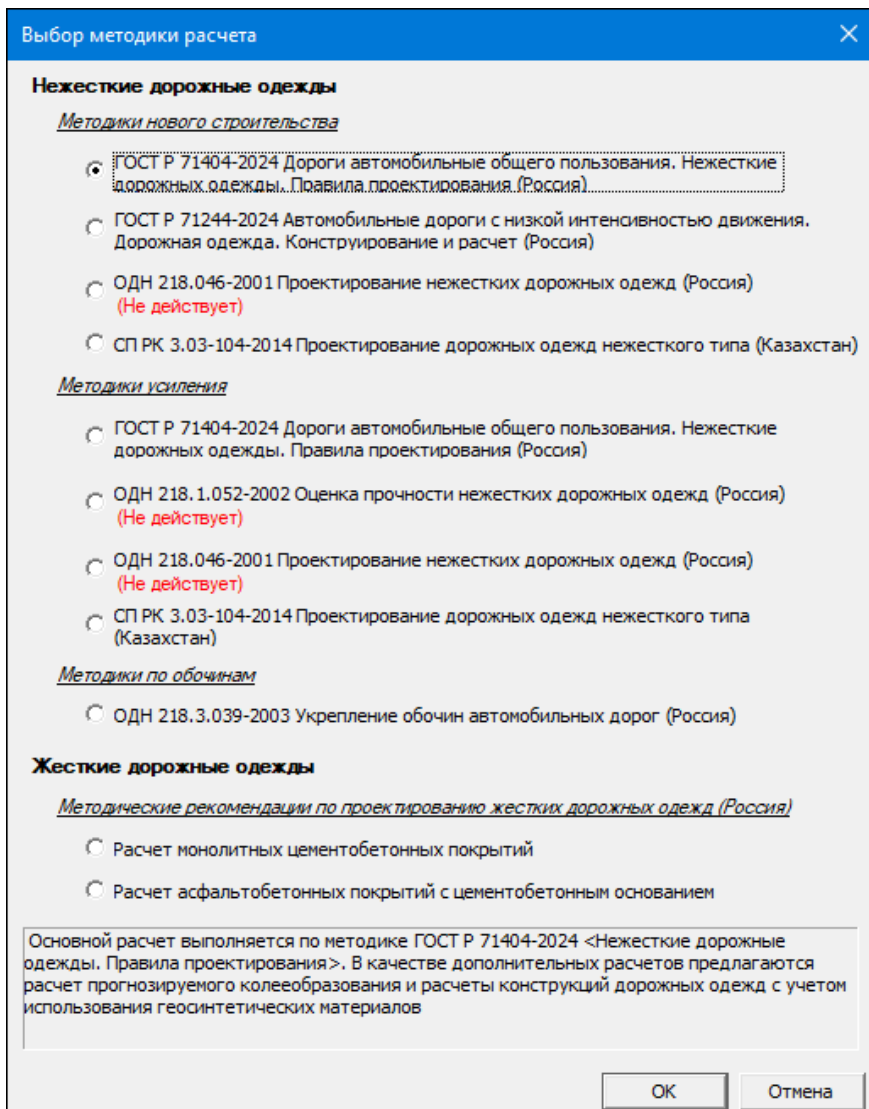 Выбор методики расчета
Нежесткие дорожные одежды
Методики нового строительства
ГОСТ Р 71404-2024 Дороги автомобильные общего пользования. Нежесткие
дорожных одежды. Правила проектирования (Россия)
ГОСТ Р 71244-2024 Автомобильные дороги с низкой интенсивностью движения.
Дорожная одежда. Конструирование и расчет (Россия)
ОДН 218.046-2001 Проектирование нежестких дорожных одежд (Россия)
(Не действует)
СП РК 3.03-104-2014 Проектирование дорожных одежд нежесткого типа (Казахстан)
Методики усиления
ГОСТ Р 71404-2024 Дороги автомобильные общего пользования. Нежесткие
дорожных одежды. Правила проектирования (Россия)
ОДН 218.1.052-2002 Оценка прочности нежестких дорожных одежд (Россия)
(Не действует)
ОДН 218.046-2001 Проектирование нежестких дорожных одежд (Россия)
(Не действует)
СП РК 3.03-104-2014 Проектирование дорожных одежд нежесткого типа
(Казахстан)
Методики по обочинам
ОДН 218.3.039-2003 Укрепление обочин автомобильных дорог (Россия)
Жесткие дорожные одежды
Методические рекомендации по проектированию жестких дорожных одежд (Россия)
Расчет монолитных цементобетонных покрытий
Расчет асфальтобетонных покрытий с цементобетонным основанием
Основной расчет выполняется по методике ГОСТ Р 71404-2024 <Нежесткие дорожные
одежды. Правила проектирования>. В качестве дополнительных расчетов предлагаются
расчет прогнозируемого колееобразования и расчеты конструкций дорожных одежд с учетом
использования геосинтетических материалов
ОК
Отмена